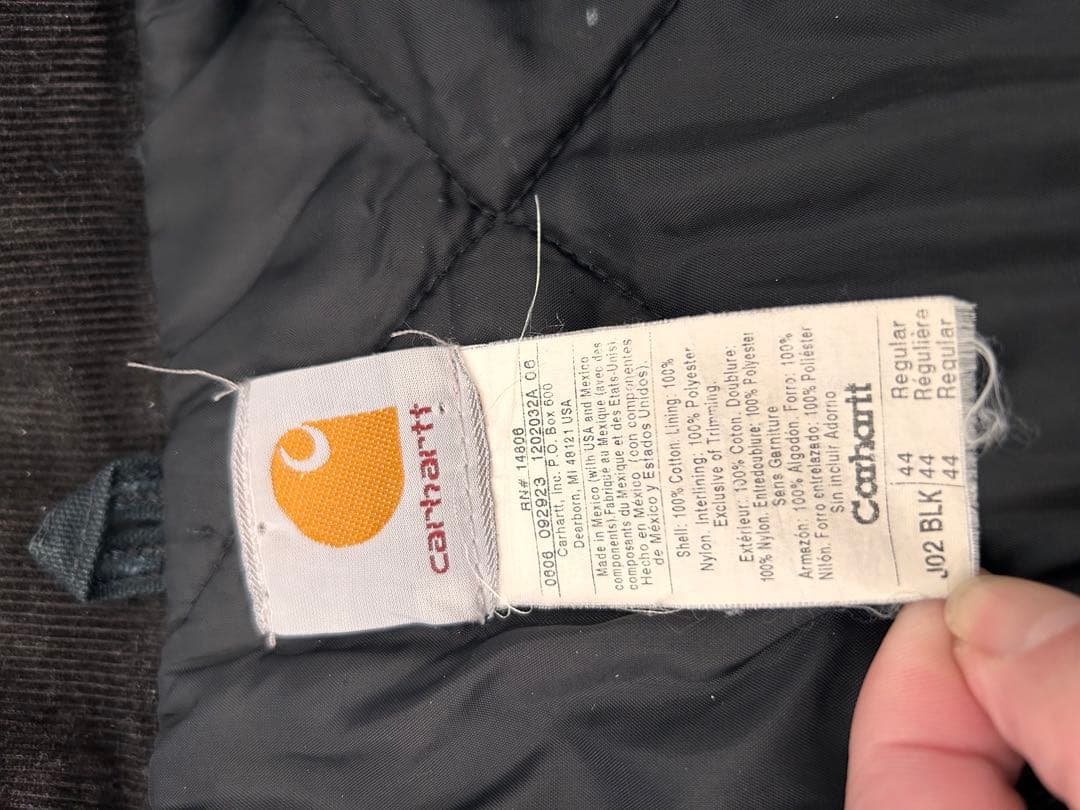 carhartt
RN# 14806
0606 092923 1202032A 06
Carhartt, Inc. P.O. Box 600
Dearborn, MI 48121 USA
Made in Mexico (with USA and Mexico
components).Fabriqué au Mexique (avec des
composants du Mexique et des Etats-Unis).
Hecho en México (con componentes
de México y Estados Unidos).
Shell: 100% Cotton. Lining: 100%
Nylon. Interlining: 100% Polyester
Exclusive of Trimming.
Extérieur: 100% Coton. Doublure:
100% Nylon. Entredoublure: 100% Polyester
Sens Garniture
Armazón: 100% Algodon. Forro: 100%
Nilón. Forro entrelazado: 100% Poliéster
Sin incluir Adorno
Carhartt
44 Regular
J02 BLK 44 Régulière
44 Regular